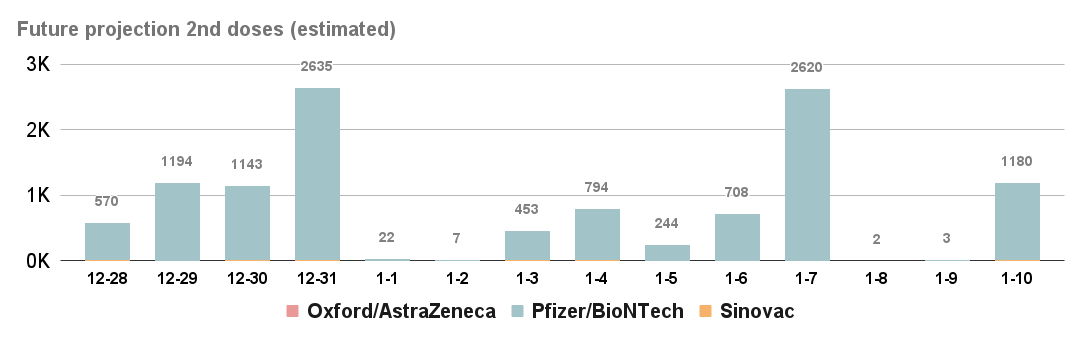 Future projection 2nd doses (estimated)
3K
2K
1K
0K
570
1194
1143
2635
22
7
453
794
244
708
2620
2
3
1180
12-28 12-29 12-30 12-31 1-1 1-2 1-3 1-4 1-5 1-6 1-7 1-8 1-9 1-10
Oxford/AstraZeneca Pfizer/BioNTech Sinovac